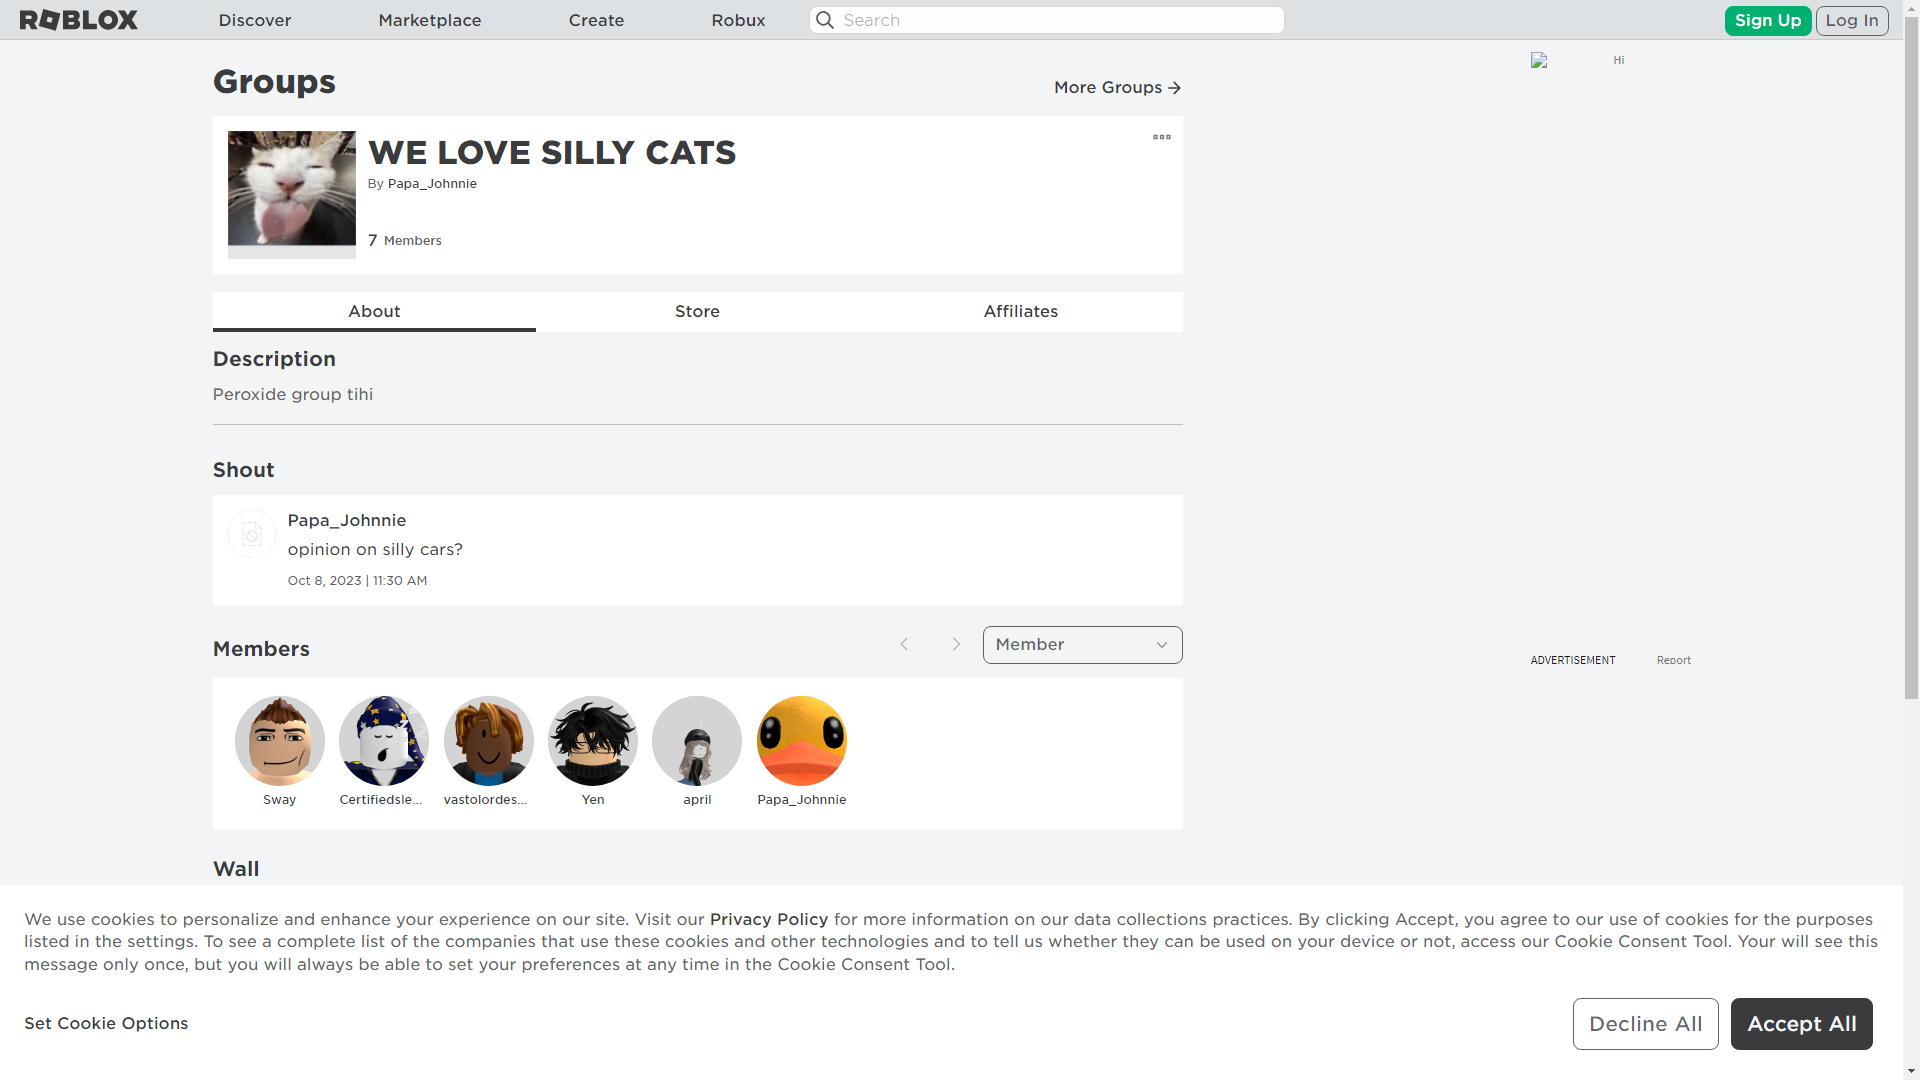 ROBLOX
Discover
Marketplace
Create
Robux
Search
Sign Up
Log In
Groups
More Groups
Hi
WE LOVE SILLY CATS
By Papa_Johnnie
7 Members
About
Store
Affiliates
Description
Peroxide group tihi
Shout
Papa_Johnnie
opinion on silly cars?
Oct 8, 2023 | 11:30 AM
Members
Member
ADVERTISEMENT
Report
Sway
Certifiedsle...
vastolordes...
Yen
april
Papa_Johnnie
Wall
We use cookies to personalize and enhance your experience on our site. Visit our Privacy Policy for more information on our data collections practices. By clicking Accept, you agree to our use of cookies for the purposes
listed in the settings. To see a complete list of the companies that use these cookies and other technologies and to tell us whether they can be used on your device or not, access our Cookie Consent Tool. Your will see this
message only once, but you will always be able to set your preferences at any time in the Cookie Consent Tool.
Set Cookie Options
Decline All
Accept All